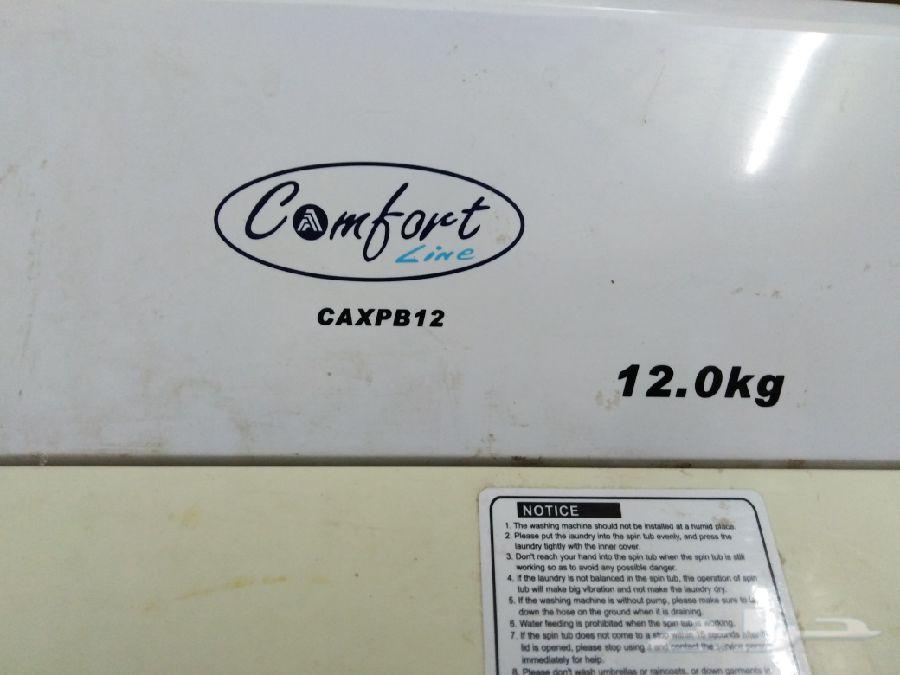 Comfort
Line
CAXPB12
12.0kg
NOTICE
1. The washing machine should not be installed at a humid place.
2. Please put the laundry into the spin tub evenly, and press the
laundry tightly with the inner cover.
3. Don't reach your hand into the spin tub when the spin tub is still
working so as to avoid any possible danger.
4. If the laundry is not balanced in the spin tub, the operation of spin
tub will make big vibration and not make the laundry dry.
5. If the washing machine is without pump, please make sure to
down the hose on the ground when it is draining.
6. Water feeding is prohibited when the spin tub is working.
7. If the spin tub does not come to a stop within 15 seconds
lid is opened, please stop using it and contact the service
immediately for help.
8. Please don't wash umbrellas or raincoats, or down garments in